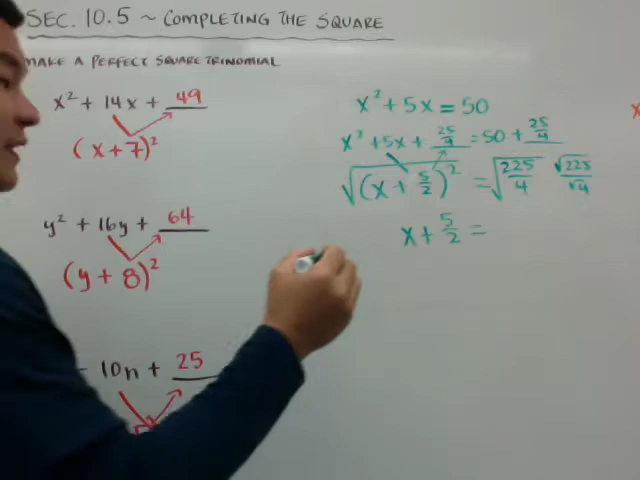 SEC. 10.5 ~ COMPLETING THE SQUARE
MAKE A PERFECT SQUARE TRINOMIAL
x² + 14x + 49
(x + 7)²
y² + 16y + 64
(y + 8)²
10n + 25
x² + 5x = 50
x² + 5x + 25/4 = 50 + 25/4
√(x + 5/2)² = √225/4 √225/√4
x + 5/2 =